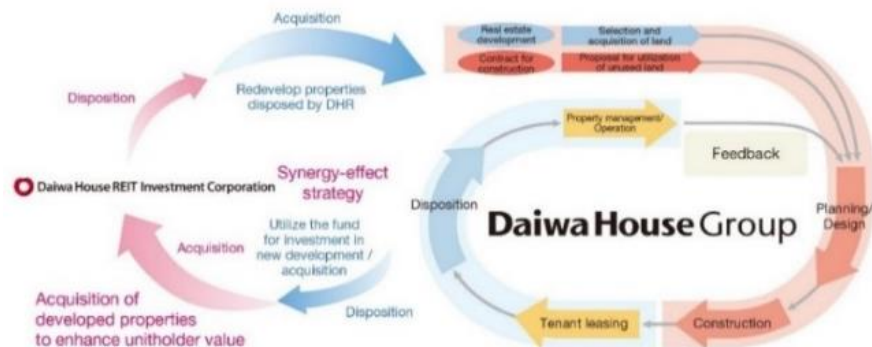 Acquisition
Disposition
Redevelop properties
disposed by DHR
Daiwa House REIT Investment Corporation
Synergy-effect
strategy
Acquisition
Utilize the fund
for investment in
new development /
acquisition
Disposition
Acquisition of
developed properties
to enhance unitholder value
Real estate
development
Selection and
acquisition of land
Contract for
construction
Proposal for utilization
of unused land
Property management/
Operation
Feedback
Disposition
Daiwa House Group
Planning/
Design
Tenant leasing
Construction